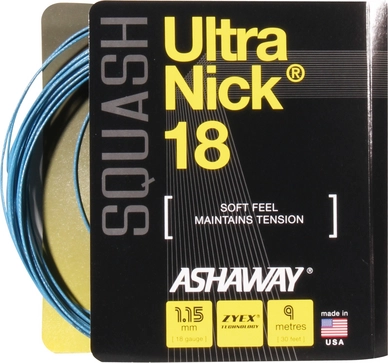 SQUASH
Ultra
Nick®
18
SOFT FEEL
MAINTAINS TENSION
ASHAWAY®
1.15
mm
[18 gauge]
ZYEX®
TECHNOLOGY
9
metres
[30 feet]
made in
USA